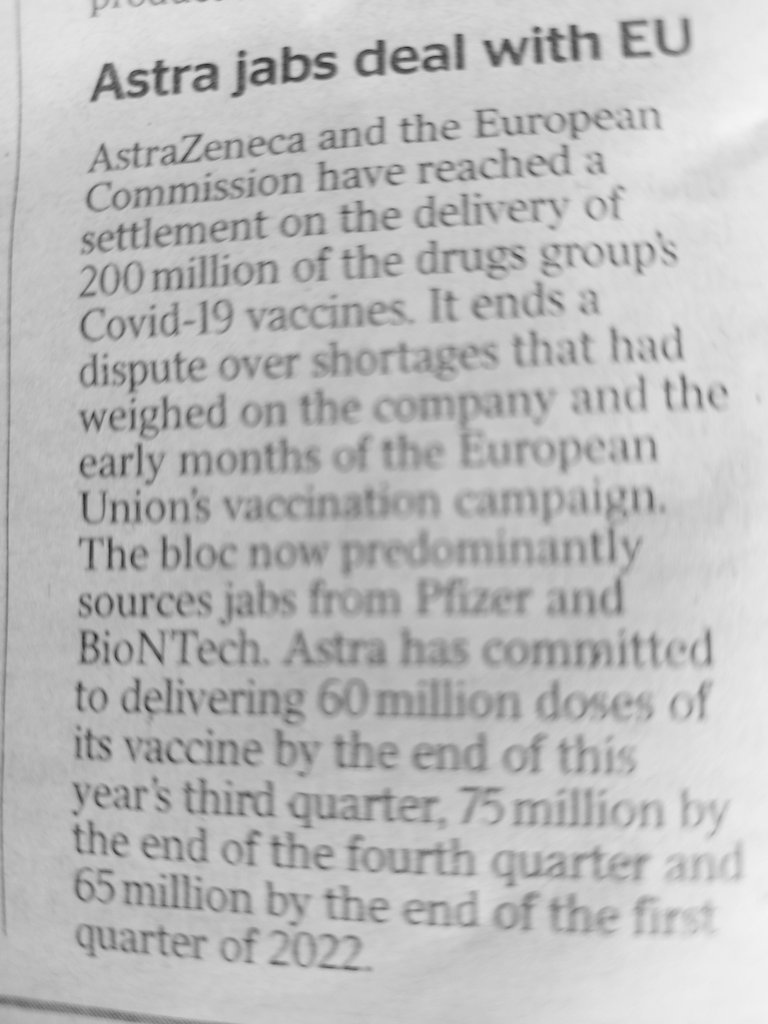 Astra jabs deal with EU
AstraZeneca and the European
Commission have reached a
settlement on the delivery of
200 million of the drugs group's
Covid-19 vaccines. It ends a
dispute over shortages that had
weighed on the company and the
early months of the European
Union's vaccination campaign.
The bloc now predominantly
sources jabs from Pfizer and
BioNTech. Astra has committed
to delivering 60 million doses of
its vaccine by the end of this
year's third quarter, 75 million by
the end of the fourth quarter and
65 million by the end of the first
quarter of 2022.